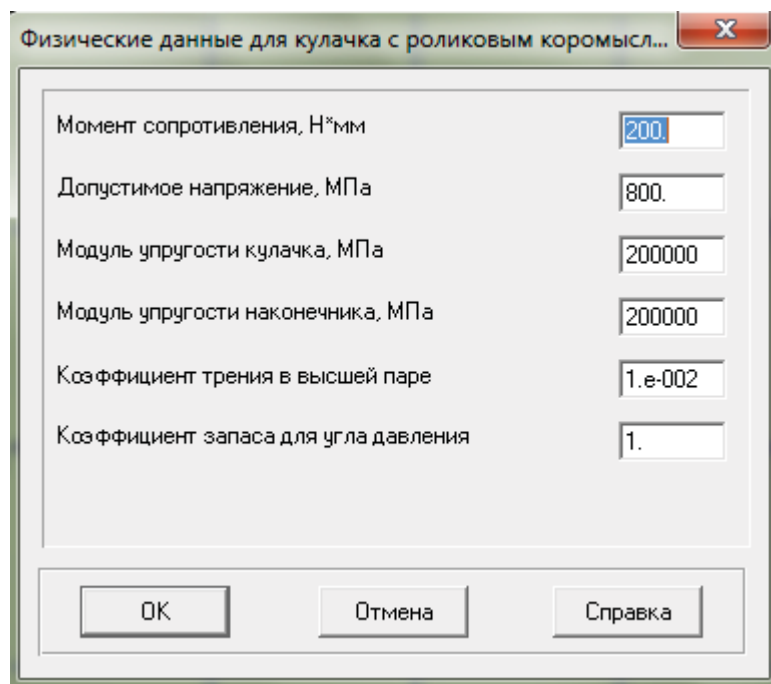 Физические данные для кулачка с роликовым коромысл...
Момент сопротивления, Н*мм 200.
Допустимое напряжение, МПа 800.
Модуль упругости кулачка, МПа 200000
Модуль упругости наконечника, МПа 200000
Коэффициент трения в высшей паре 1.e-002
Коэффициент запаса для угла давления 1.
OK Отмена Справка